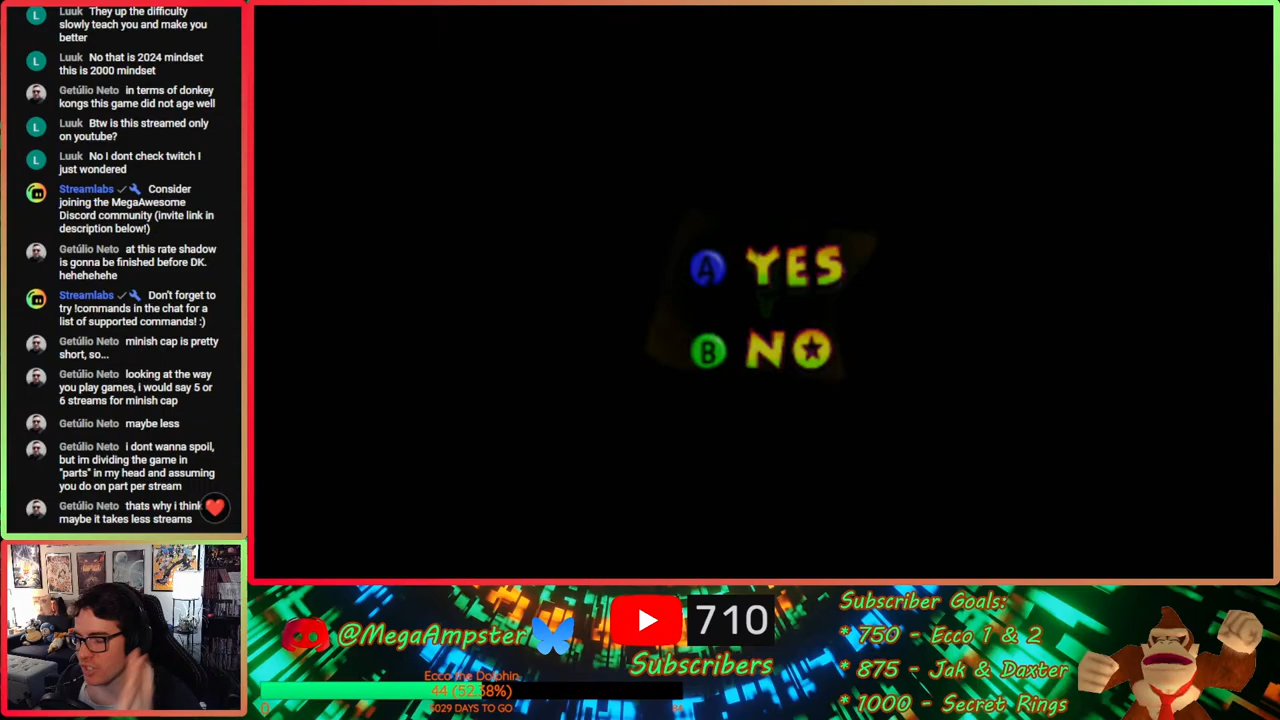 L Luuk They up the difficulty
slowly teach you and make you
better
L Luuk No that is 2024 mindset
this is 2000 mindset
Getúlio Neto in terms of donkey
kongs this game did not age well
L Luuk Btw is this streamed only
on youtube?
L Luuk No I dont check twitch I
just wondered
Streamlabs Consider
joining the MegaAwesome
Discord community (invite link in
description below!)
Getúlio Neto at this rate shadow
is gonna be finished before DK.
hehehehehe
Streamlabs Don't forget to
try !commands in the chat for a
list of supported commands! :)
Getúlio Neto minish cap is pretty
short, so...
Getúlio Neto looking at the way
you play games, i would say 5 or
6 streams for minish cap
Getúlio Neto maybe less
Getúlio Neto i dont wanna spoil,
but im dividing the game in
"parts" in my head and assuming
you do on part per stream
Getúlio Neto thats why i think
maybe it takes less streams
A YES
B NO
@MegaAmpster
710
Subscribers
Ecco the Dolphin
44 (52.38%)
0
84
Subscriber Goals:
* 750 - Ecco 1 & 2
* 875 - Jak & Daxter
* 1000 - Secret Rings